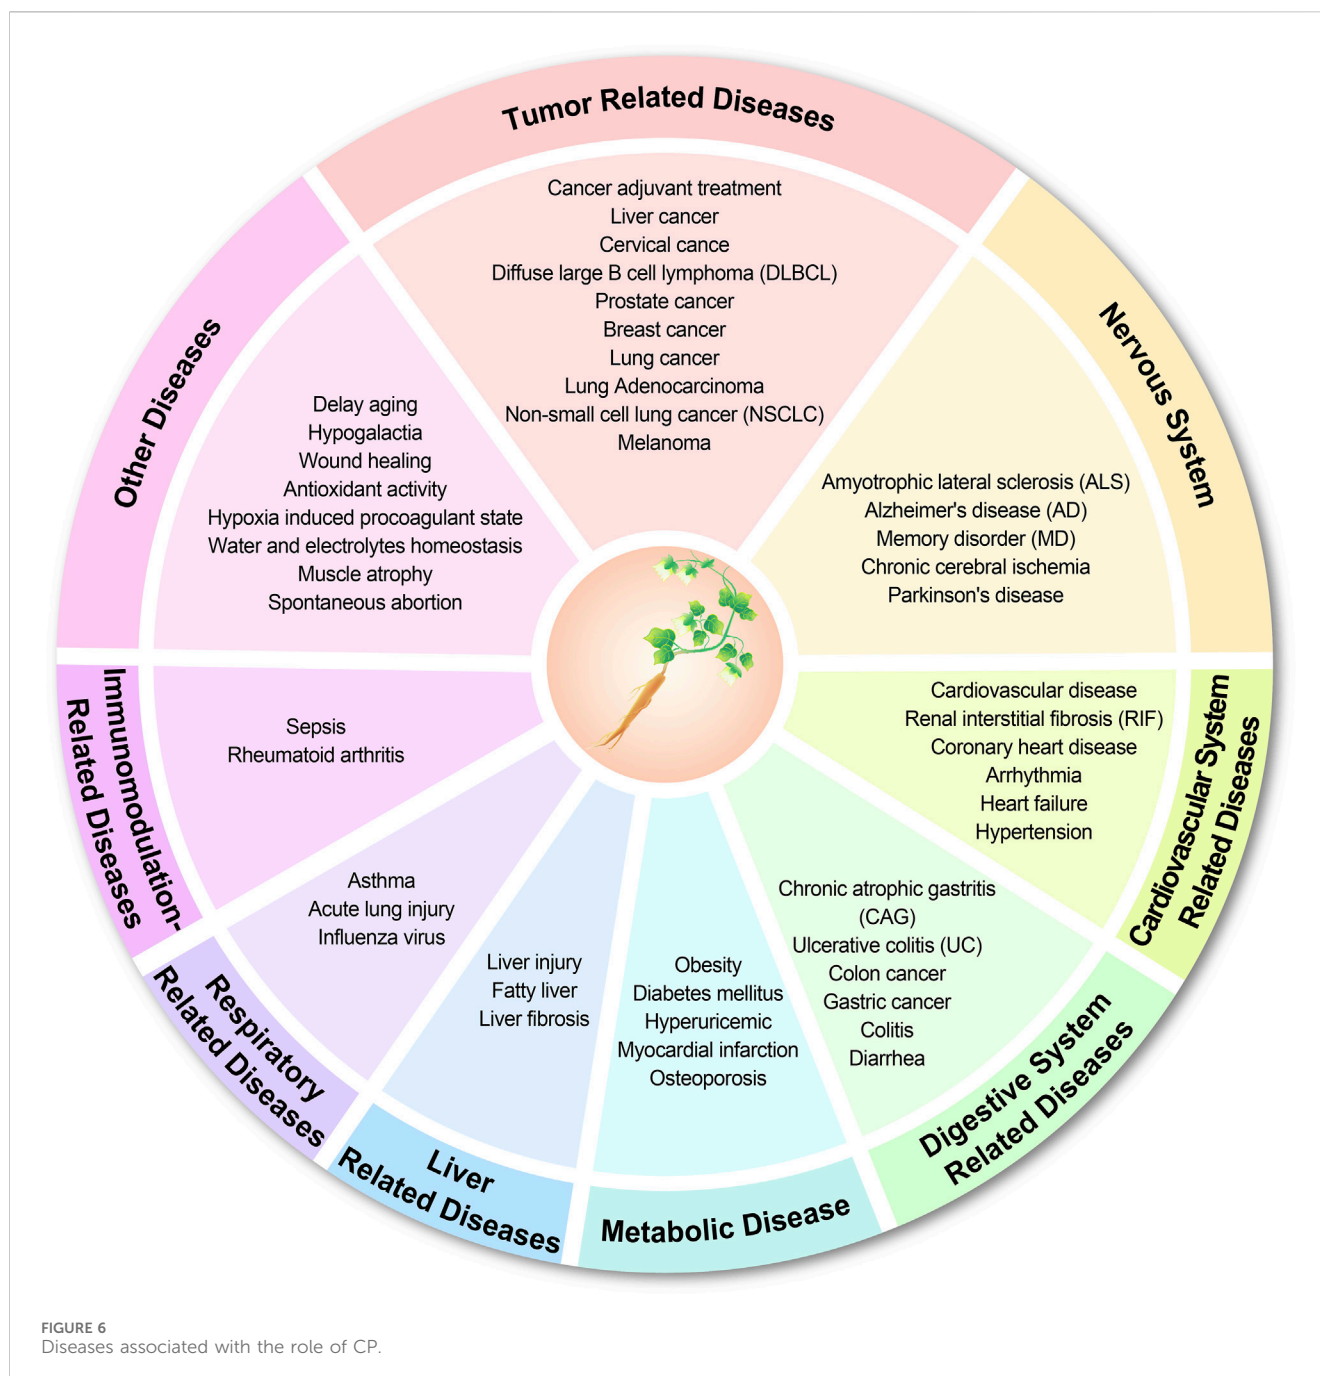 Tumor Related Diseases
Cancer adjuvant treatment
Liver cancer
Cervical cance
Diffuse large B cell lymphoma (DLBCL)
Prostate cancer
Breast cancer
Lung cancer
Lung Adenocarcinoma
Non-small cell lung cancer (NSCLC)
Melanoma
Nervous System
Amyotrophic lateral sclerosis (ALS)
Alzheimer's disease (AD)
Memory disorder (MD)
Chronic cerebral ischemia
Parkinson's disease
Cardiovascular System
Related Diseases
Cardiovascular disease
Renal interstitial fibrosis (RIF)
Coronary heart disease
Arrhythmia
Heart failure
Hypertension
Digestive System
Related Diseases
Chronic atrophic gastritis
(CAG)
Ulcerative colitis (UC)
Colon cancer
Gastric cancer
Colitis
Diarrhea
Metabolic Disease
Obesity
Diabetes mellitus
Hyperuricemic
Myocardial infarction
Osteoporosis
Liver
Related Diseases
Liver injury
Fatty liver
Liver fibrosis
Respiratory
Related Diseases
Asthma
Acute lung injury
Influenza virus
Immunomodulation-
Related Diseases
Sepsis
Rheumatoid arthritis
Other Diseases
Delay aging
Hypogalactia
Wound healing
Antioxidant activity
Hypoxia induced procoagulant state
Water and electrolytes homeostasis
Muscle atrophy
Spontaneous abortion
FIGURE 6
Diseases associated with the role of CP.